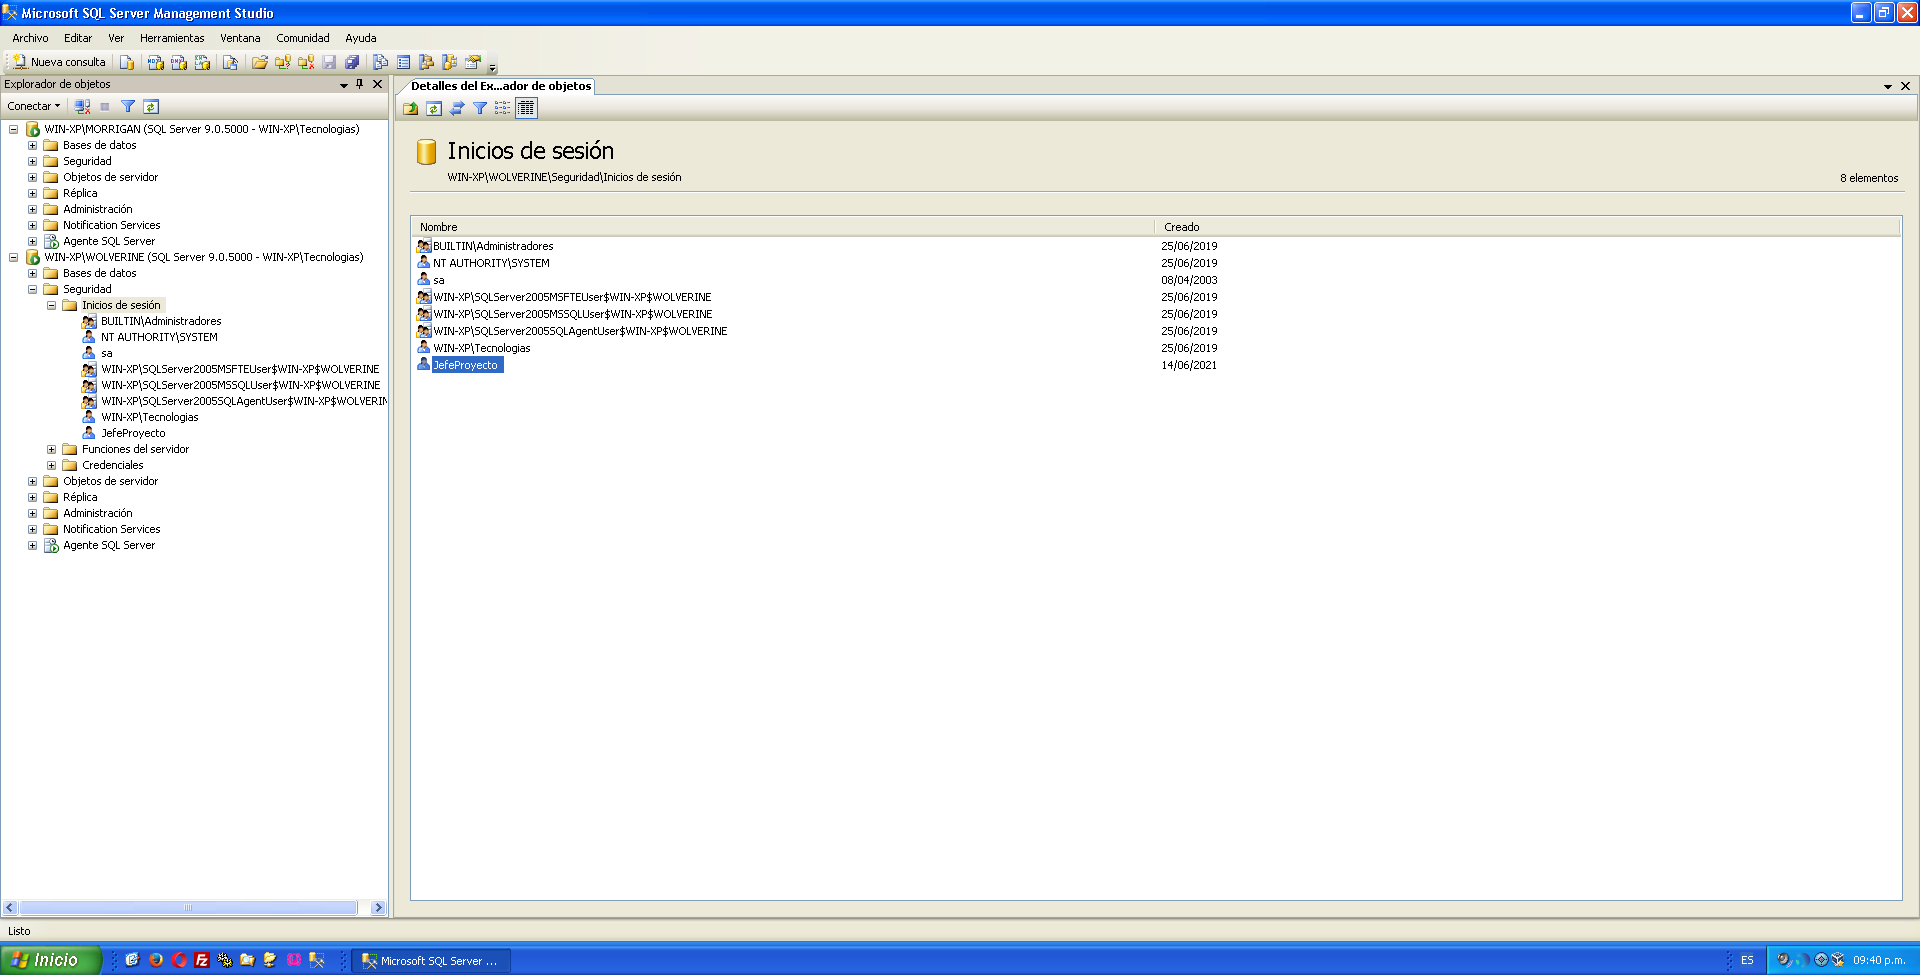 Microsoft SQL Server Management Studio
Archivo Editar Ver Herramientas Ventana Comunidad Ayuda
Nueva consulta
Explorador de objetos
Conectar
WIN-XP\MORRIGAN (SQL Server 9.0.5000 - WIN-XP\Tecnologias)
Bases de datos
Seguridad
Objetos de servidor
Réplica
Administración
Notification Services
Agente SQL Server
WIN-XP\WOLVERINE (SQL Server 9.0.5000 - WIN-XP\Tecnologias)
Bases de datos
Seguridad
Inicios de sesión
BUILTIN\Administradores
NT AUTHORITY\SYSTEM
sa
WIN-XP\SQLServer2005MSFTEUser$WIN-XP$WOLVERINE
WIN-XP\SQLServer2005MSSQLUser$WIN-XP$WOLVERINE
WIN-XP\SQLServer2005SQLAgentUser$WIN-XP$WOLVERIN
WIN-XP\Tecnologias
JefeProyecto
Funciones del servidor
Credenciales
Objetos de servidor
Réplica
Administración
Notification Services
Agente SQL Server
Detalles del Ex...ador de objetos
Inicios de sesión
WIN-XP\WOLVERINE\Seguridad\Inicios de sesión
8 elementos
Nombre Creado
BUILTIN\Administradores 25/06/2019
NT AUTHORITY\SYSTEM 25/06/2019
sa 08/04/2003
WIN-XP\SQLServer2005MSFTEUser$WIN-XP$WOLVERINE 25/06/2019
WIN-XP\SQLServer2005MSSQLUser$WIN-XP$WOLVERINE 25/06/2019
WIN-XP\SQLServer2005SQLAgentUser$WIN-XP$WOLVERINE 25/06/2019
WIN-XP\Tecnologias 25/06/2019
JefeProyecto 14/06/2021
Listo
Inicio
Microsoft SQL Server ...
ES
09:40 p.m.